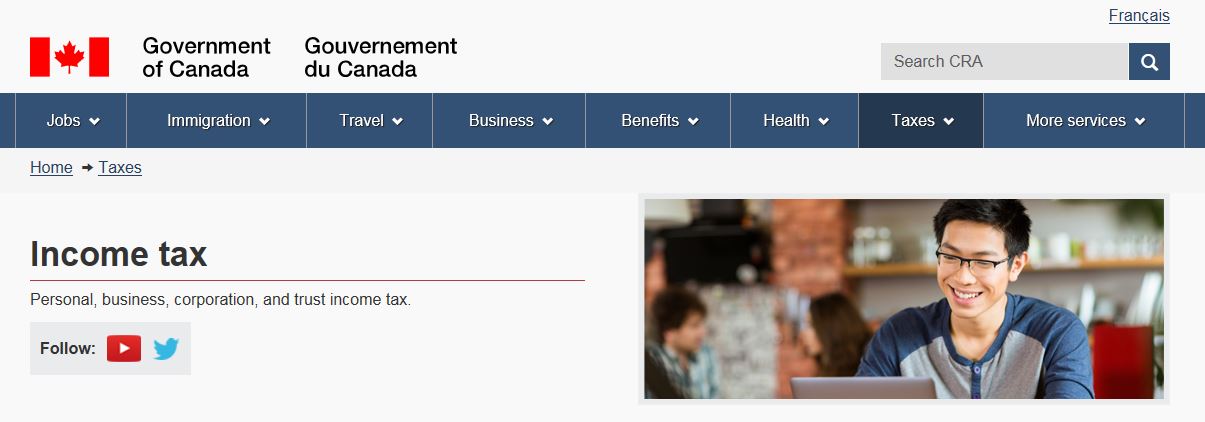 Français
Government of Canada
Gouvernement du Canada
Search CRA
Jobs Immigration Travel Business Benefits Health Taxes More services
Home Taxes
Income tax
Personal, business, corporation, and trust income tax.
Follow: